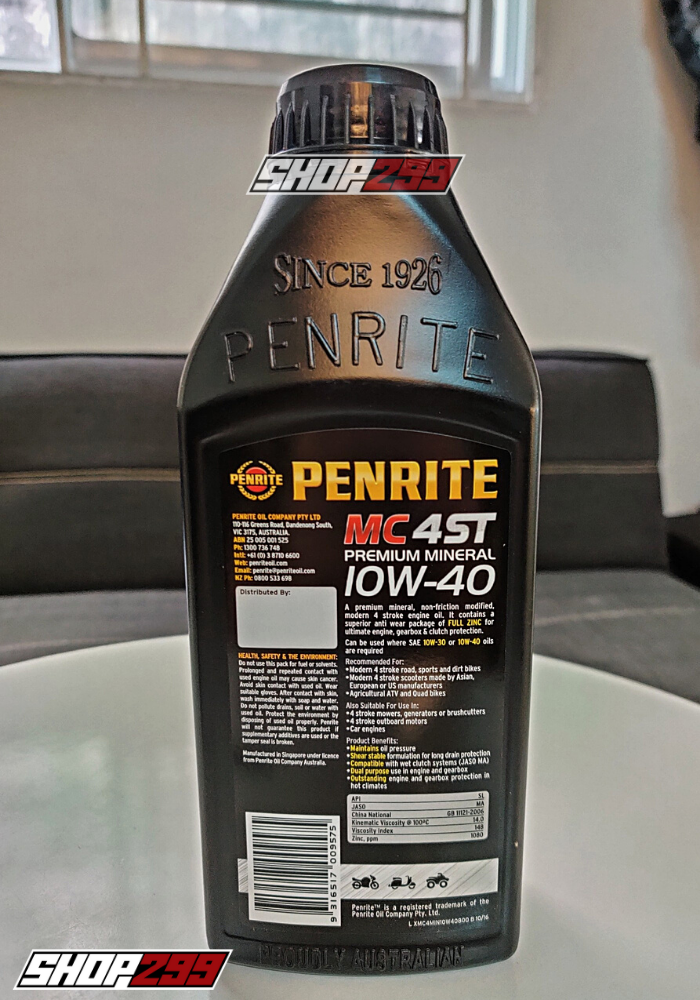 SHOP299
SINCE 1926
PENRITE
PENRITE
PENRITE
PENRITE OIL COMPANY PTY LTD
110-116 Greens Road, Dandenong South,
VIC 3175, AUSTRALIA.
ABN 25 005 001 525
Ph: 1300 736 748
Intl: +61 (0) 3 8710 6600
Web: penriteoil.com
Email: penrite@penriteoil.com
NZ Ph: 0800 533 698
Distributed By:
HEALTH, SAFETY & THE ENVIRONMENT:
Do not use this pack for fuel or solvents.
Prolonged and repeated contact with
used engine oil may cause skin cancer.
Avoid skin contact with used oil. Wear
suitable gloves. After contact with skin,
wash immediately with soap and water.
Do not pollute drains, soil or water with
used oil. Protect the environment by
disposing of used oil properly. Penrite
will not guarantee this product if
supplementary additives are used or the
tamper seal is broken.
Manufactured in Singapore under licence
from Penrite Oil Company Australia.
MC 4ST
PREMIUM MINERAL
10W-40
A premium mineral, non-friction modified,
modern 4 stroke engine oil. It contains a
superior anti wear package of FULL ZINC for
ultimate engine, gearbox & clutch protection.
Can be used where SAE 10W-30 or 10W-40 oils
are required
Recommended For:
•Modern 4 stroke road, sports and dirt bikes
•Modern 4 stroke scooters made by Asian,
European or US manufacturers
•Agricultural ATV and Quad bikes
Also Suitable For Use In:
•4 stroke mowers, generators or brushcutters
•4 stroke outboard motors
•Car engines
Product Benefits:
•Maintains oil pressure
•Shear stable formulation for long drain protection
•Compatible with wet clutch systems (JASO MA)
•Dual purpose use in engine and gearbox
•Outstanding engine and gearbox protection in
hot climates
API SL
JASO MA
China National GB 11121-2006
Kinematic Viscosity @ 100ºC 14.0
Viscosity Index 148
Zinc, ppm 1080
9 316517 009575
Penrite™ is a registered trademark of the
Penrite Oil Company Pty. Ltd.
L XMC4MIN10W40B00 B 10/16
PROUDLY AUSTRALIAN
SHOP299